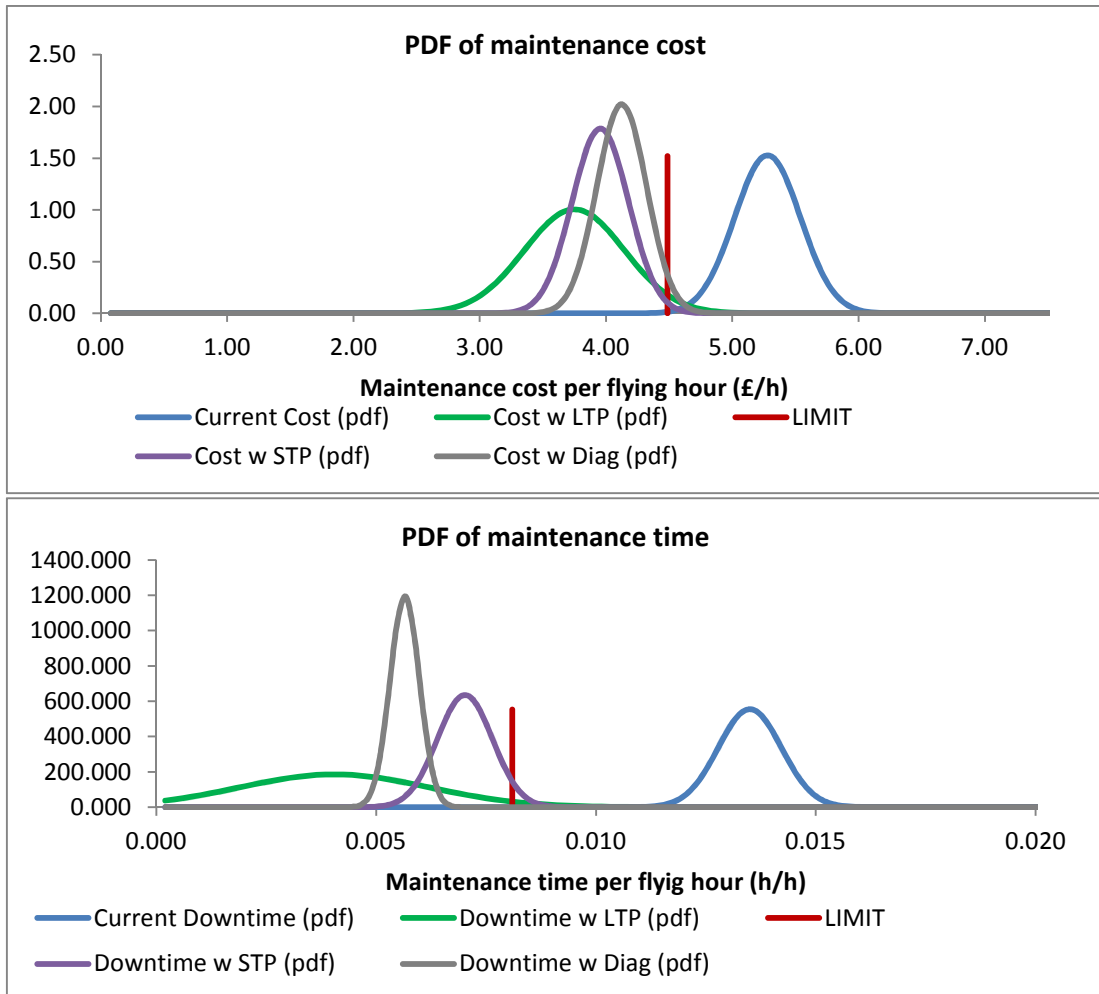 PDF of maintenance cost
2.50
2.00
1.50
1.00
0.50
0.00
0.00 1.00 2.00 3.00 4.00 5.00 6.00 7.00
Maintenance cost per flying hour (£/h)
Current Cost (pdf) Cost w LTP (pdf) LIMIT
Cost w STP (pdf) Cost w Diag (pdf)
PDF of maintenance time
1400.000
1200.000
1000.000
800.000
600.000
400.000
200.000
0.000
0.000 0.005 0.010 0.015 0.020
Maintenance time per flyig hour (h/h)
Current Downtime (pdf) Downtime w LTP (pdf) LIMIT
Downtime w STP (pdf) Downtime w Diag (pdf)